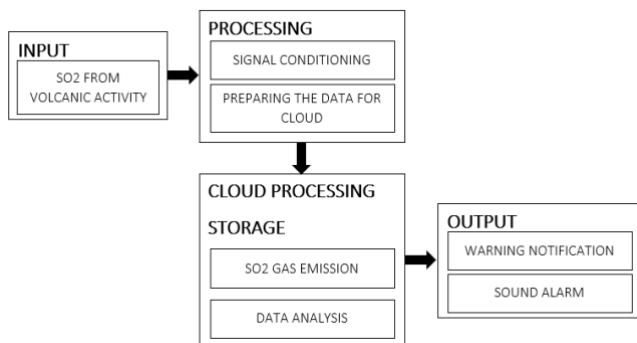 INPUT
SO2 FROM
VOLCANIC ACTIVITY
PROCESSING
SIGNAL CONDITIONING
PREPARING THE DATA FOR
CLOUD
CLOUD PROCESSING
STORAGE
SO2 GAS EMISSION
DATA ANALYSIS
OUTPUT
WARNING NOTIFICATION
SOUND ALARM